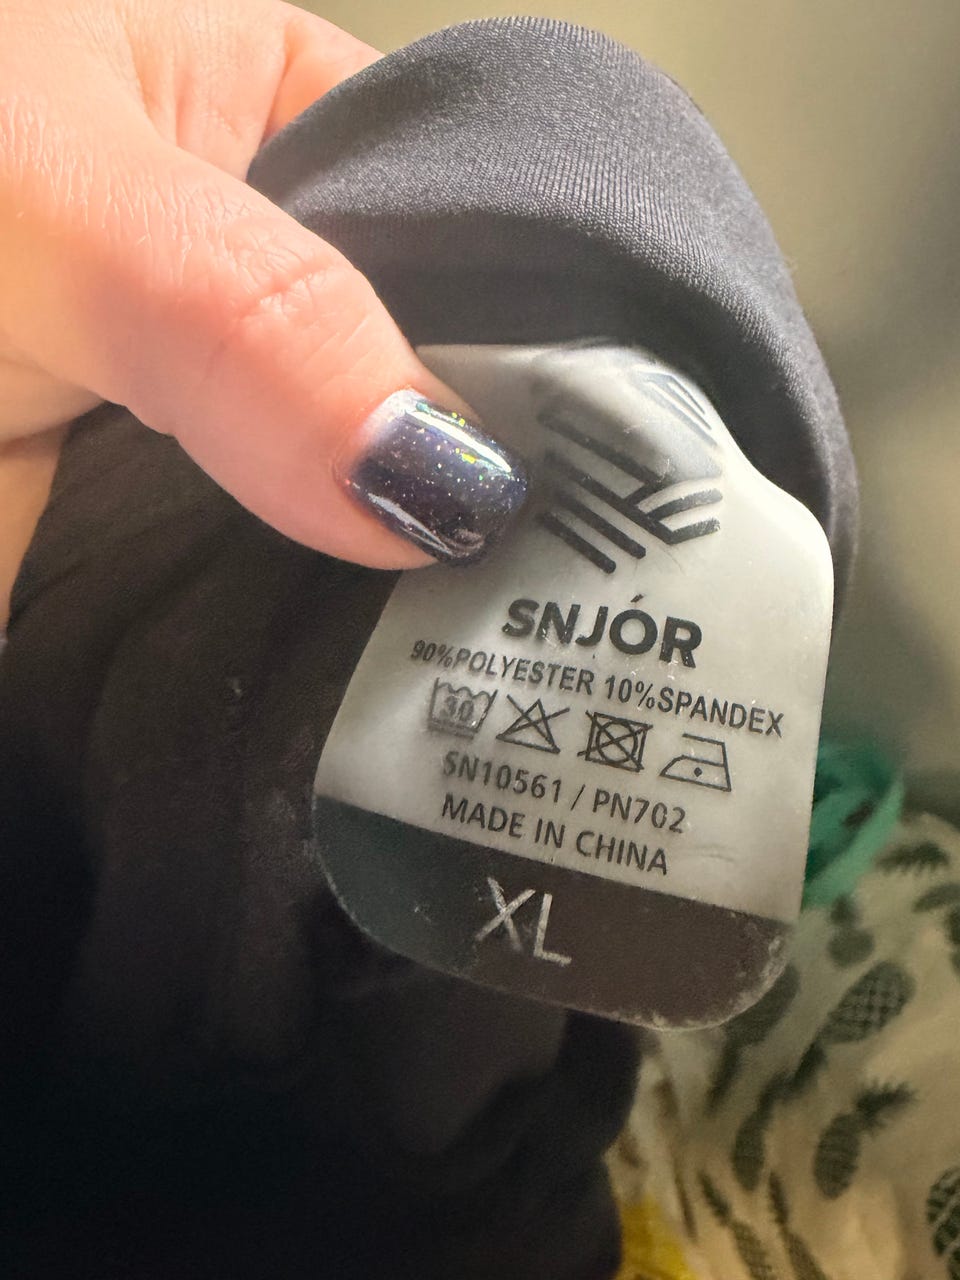 SNJÓR
90%POLYESTER 10%SPANDEX
30
SN10561 / PN702
MADE IN CHINA
XL